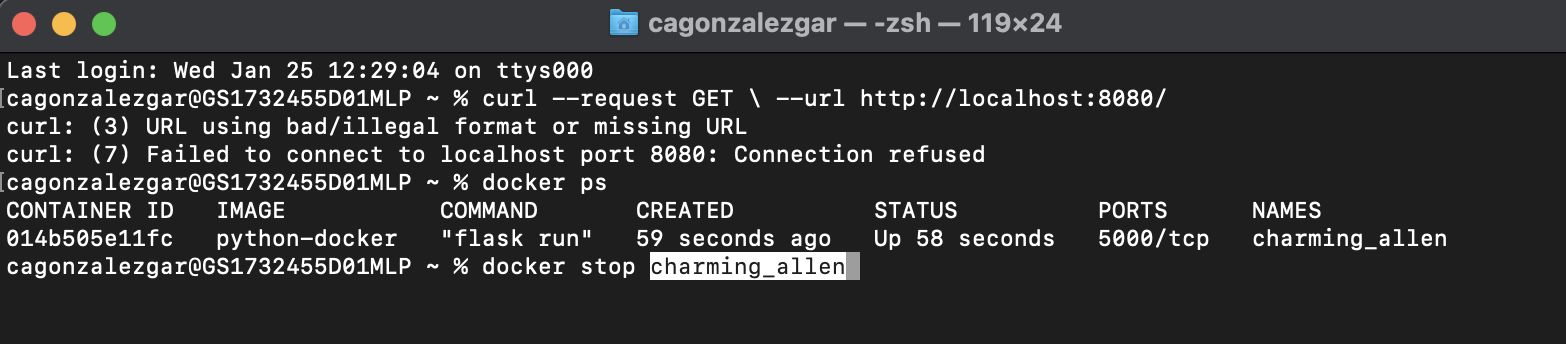 cagonzalezgar — -zsh — 119×24
Last login: Wed Jan 25 12:29:04 on ttys000
[cagonzalezgar@GS1732455D01MLP ~ % curl --request GET \ --url http://localhost:8080/
curl: (3) URL using bad/illegal format or missing URL
curl: (7) Failed to connect to localhost port 8080: Connection refused
[cagonzalezgar@GS1732455D01MLP ~ % docker ps
CONTAINER ID   IMAGE           COMMAND       CREATED          STATUS          PORTS      NAMES
014b505e11fc   python-docker   "flask run"   59 seconds ago   Up 58 seconds   5000/tcp   charming_allen
cagonzalezgar@GS1732455D01MLP ~ % docker stop charming_allen